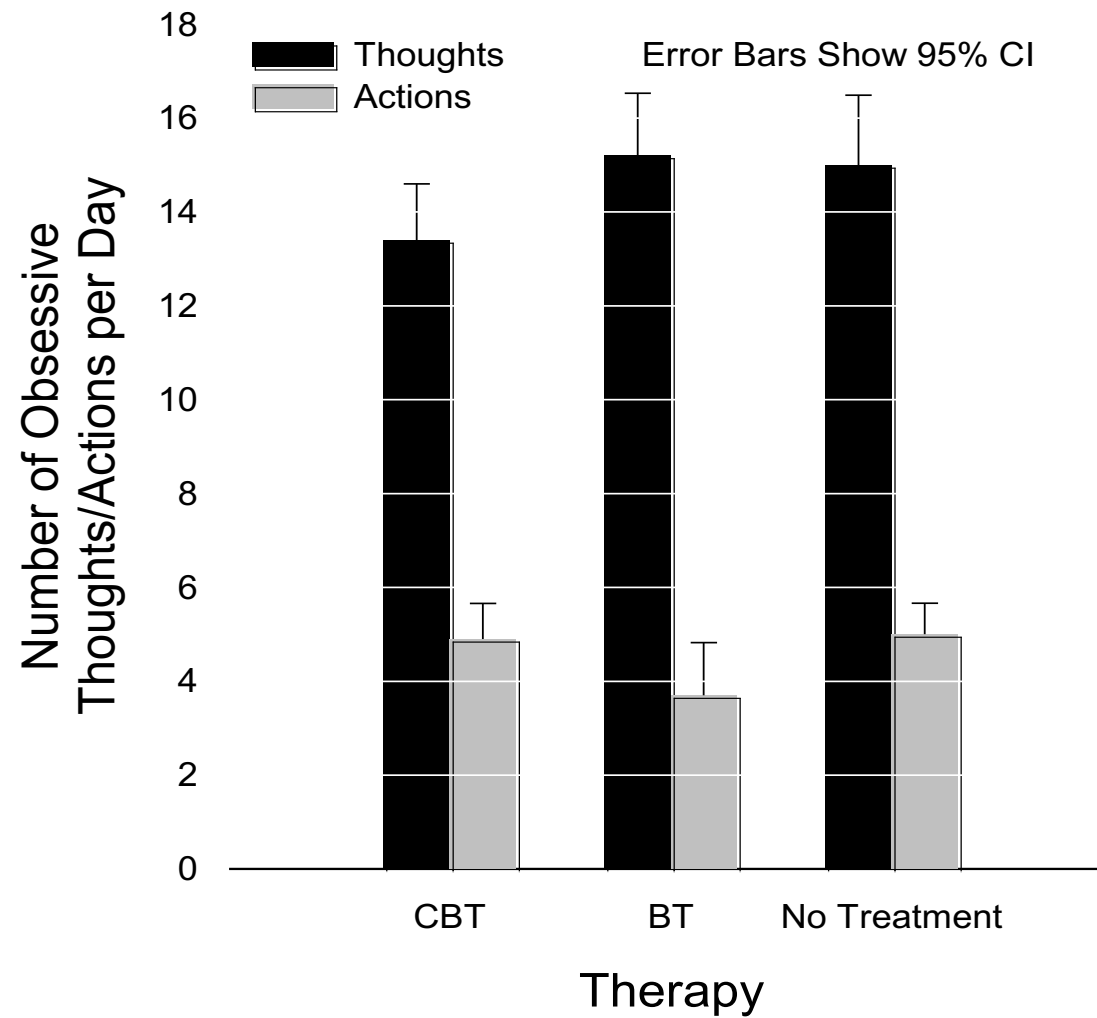 Thoughts
Actions
Error Bars Show 95% CI
Number of Obsessive
Thoughts/Actions per Day
18
16
14
12
10
8
6
4
2
0
CBT
BT
No Treatment
Therapy